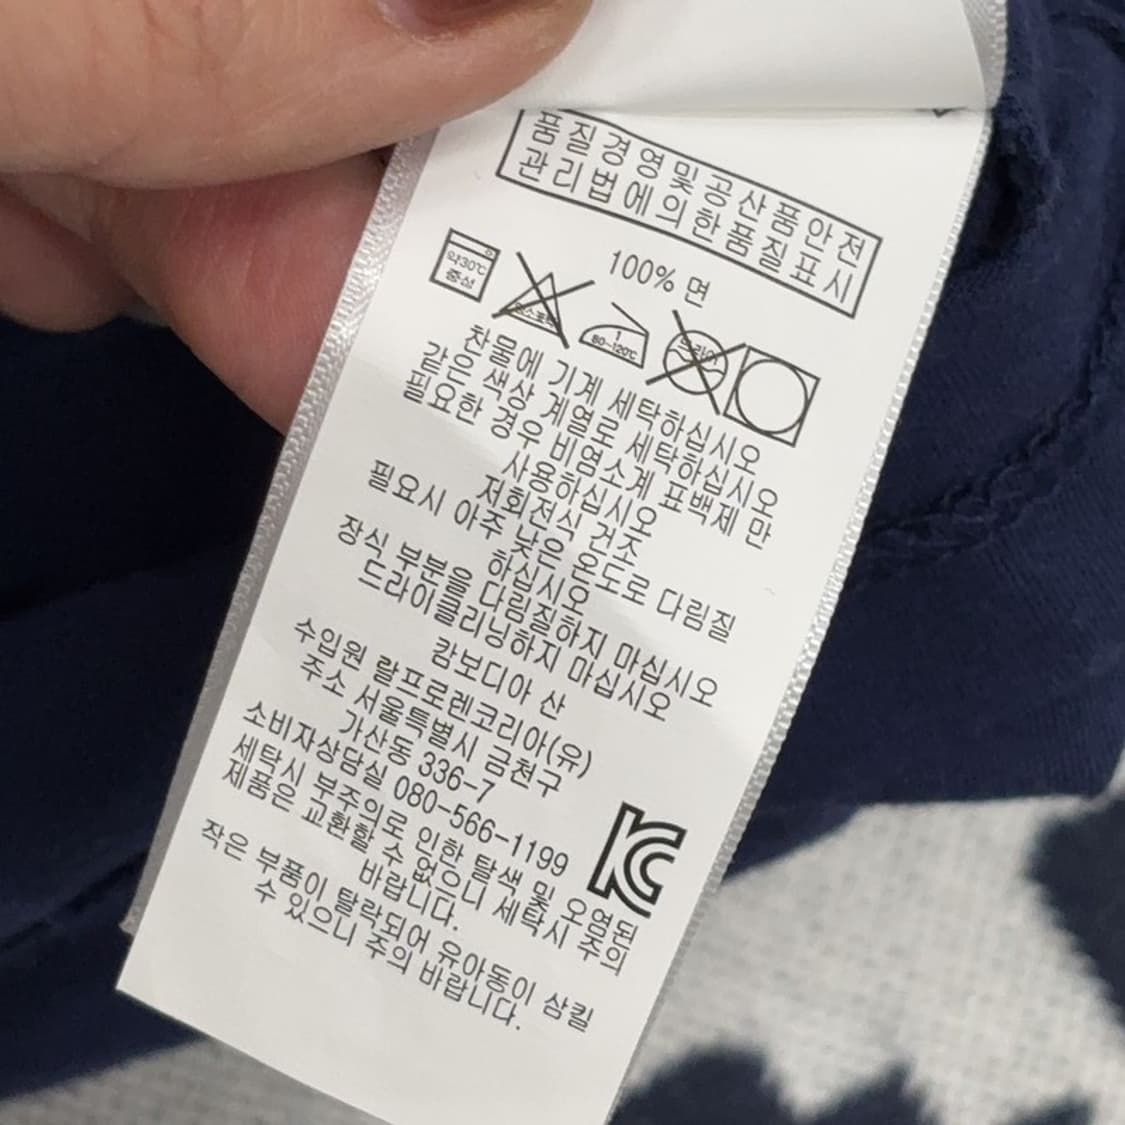 품질경영및공산품안전
관리법에의한품질표시
100% 면
약30℃
중성
1
80~120℃
드라이
찬물에 기계 세탁하십시오
같은 색상 계열로 세탁하십시오
필요한 경우 비염소계 표백제 만
사용하십시오
저회전식 건조
필요시 아주 낮은 온도로 다림질
하십시오
장식 부분을 다림질하지 마십시오
드라이클리닝하지 마십시오
캄보디아 산
수입원 랄프로렌코리아(유)
주소 서울특별시 금천구
가산동 336-7
소비자상담실 080-566-1199
세탁시 부주의로 인한 탈색 및 오염된
제품은 교환할 수 없으니 세탁시 주의
바랍니다.
작은 부품이 탈락되어 유아동이 삼킬
수 있으니 주의 바랍니다.
KC